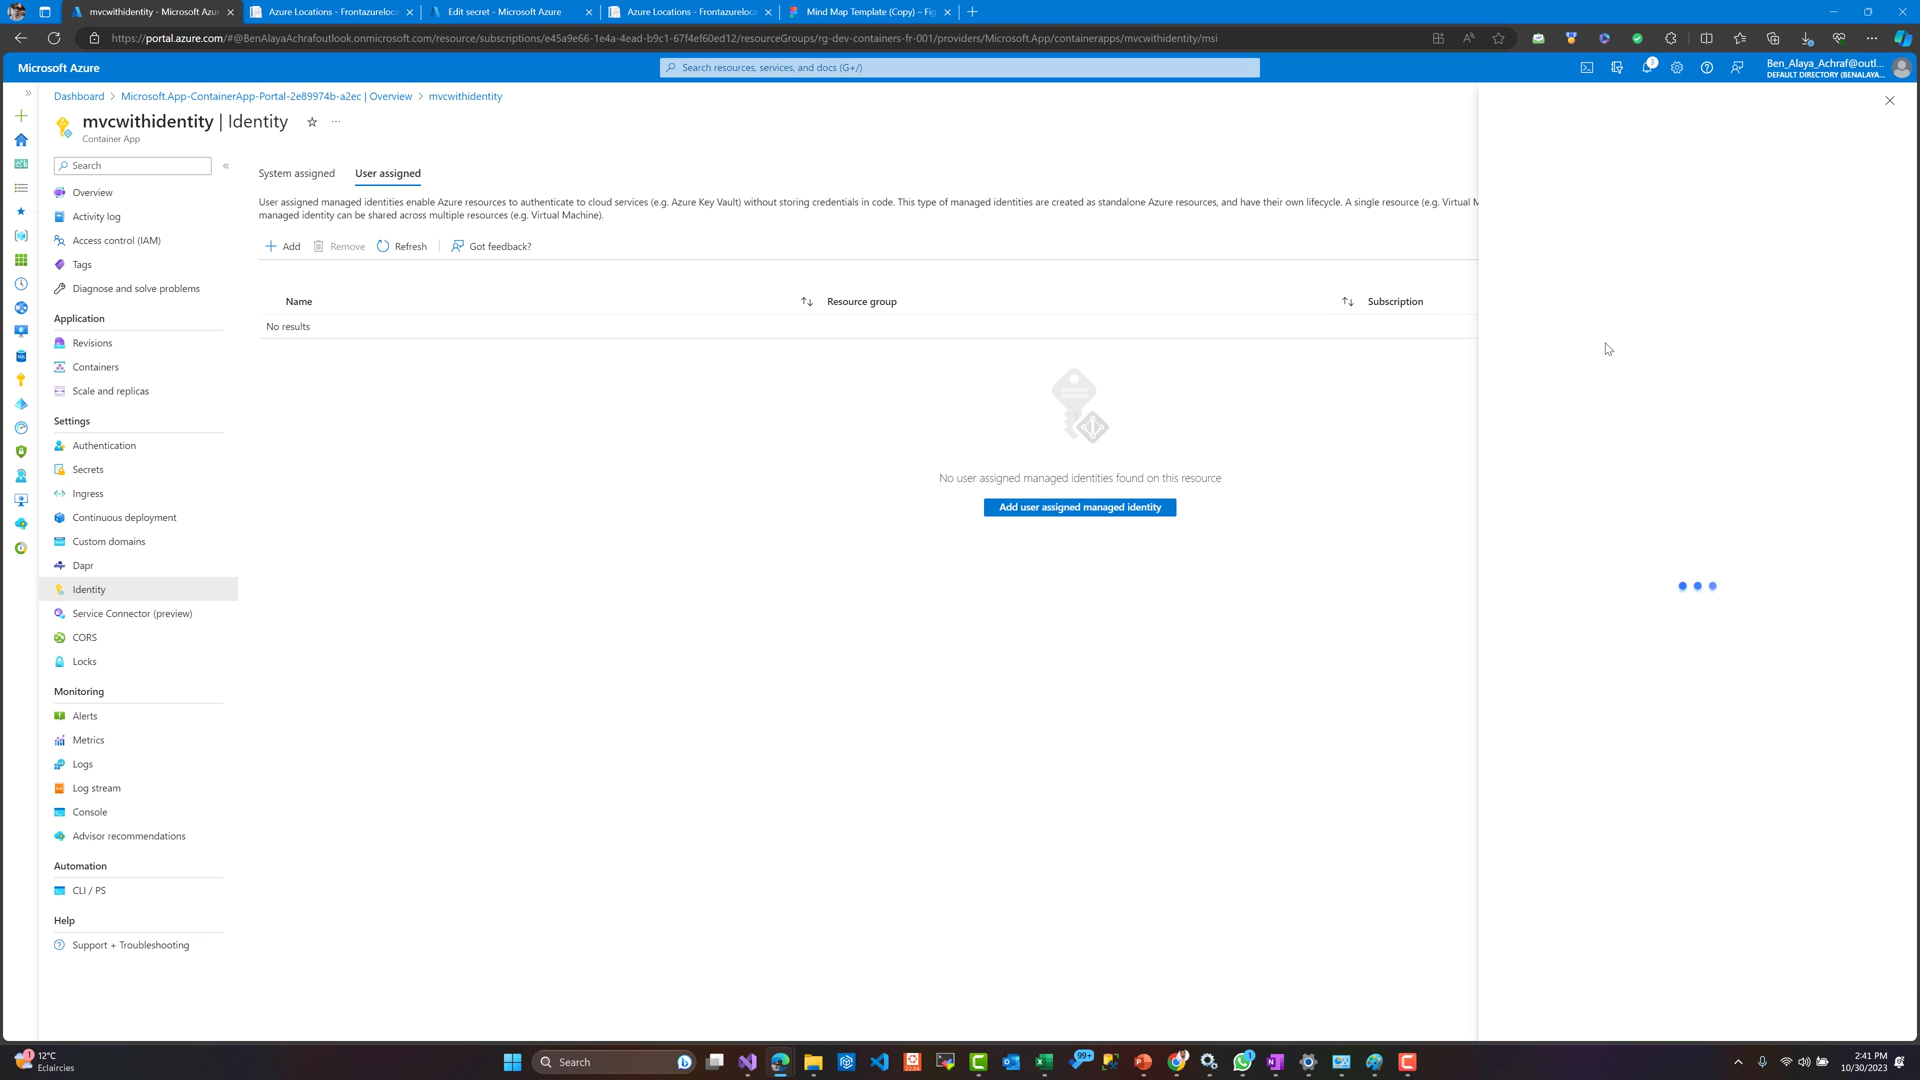 mvcwithidentity - Microsoft Azur
Azure Locations - Frontazureloca
Edit secret - Microsoft Azure
Azure Locations - Frontazureloca
Mind Map Template (Copy) – Fig
https://portal.azure.com/#@BenAlayaAchrafoutlook.onmicrosoft.com/resource/subscriptions/e45a9e66-1e4a-4ead-b9c1-67f4ef60ed12/resourceGroups/rg-dev-containers-fr-001/providers/Microsoft.App/containerapps/mvcwithidentity/msi
Microsoft Azure
Search resources, services, and docs (G+/)
3
Ben_Alaya_Achraf@outl...
DEFAULT DIRECTORY (BENALAYA...
Dashboard > Microsoft.App-ContainerApp-Portal-2e89974b-a2ec | Overview > mvcwithidentity
mvcwithidentity | Identity
Container App
Search
Overview
Activity log
Access control (IAM)
Tags
Diagnose and solve problems
Application
Revisions
Containers
Scale and replicas
Settings
Authentication
Secrets
Ingress
Continuous deployment
Custom domains
Dapr
Identity
Service Connector (preview)
CORS
Locks
Monitoring
Alerts
Metrics
Logs
Log stream
Console
Advisor recommendations
Automation
CLI / PS
Help
Support + Troubleshooting
System assigned
User assigned
User assigned managed identities enable Azure resources to authenticate to cloud services (e.g. Azure Key Vault) without storing credentials in code. This type of managed identities are created as standalone Azure resources, and have their own lifecycle. A single resource (e.g. Virtual M
managed identity can be shared across multiple resources (e.g. Virtual Machine).
Add
Remove
Refresh
Got feedback?
Name
Resource group
Subscription
No results
No user assigned managed identities found on this resource
Add user assigned managed identity
1
12°C
Eclaircies
Search
99+
1
2:41 PM
10/30/2023